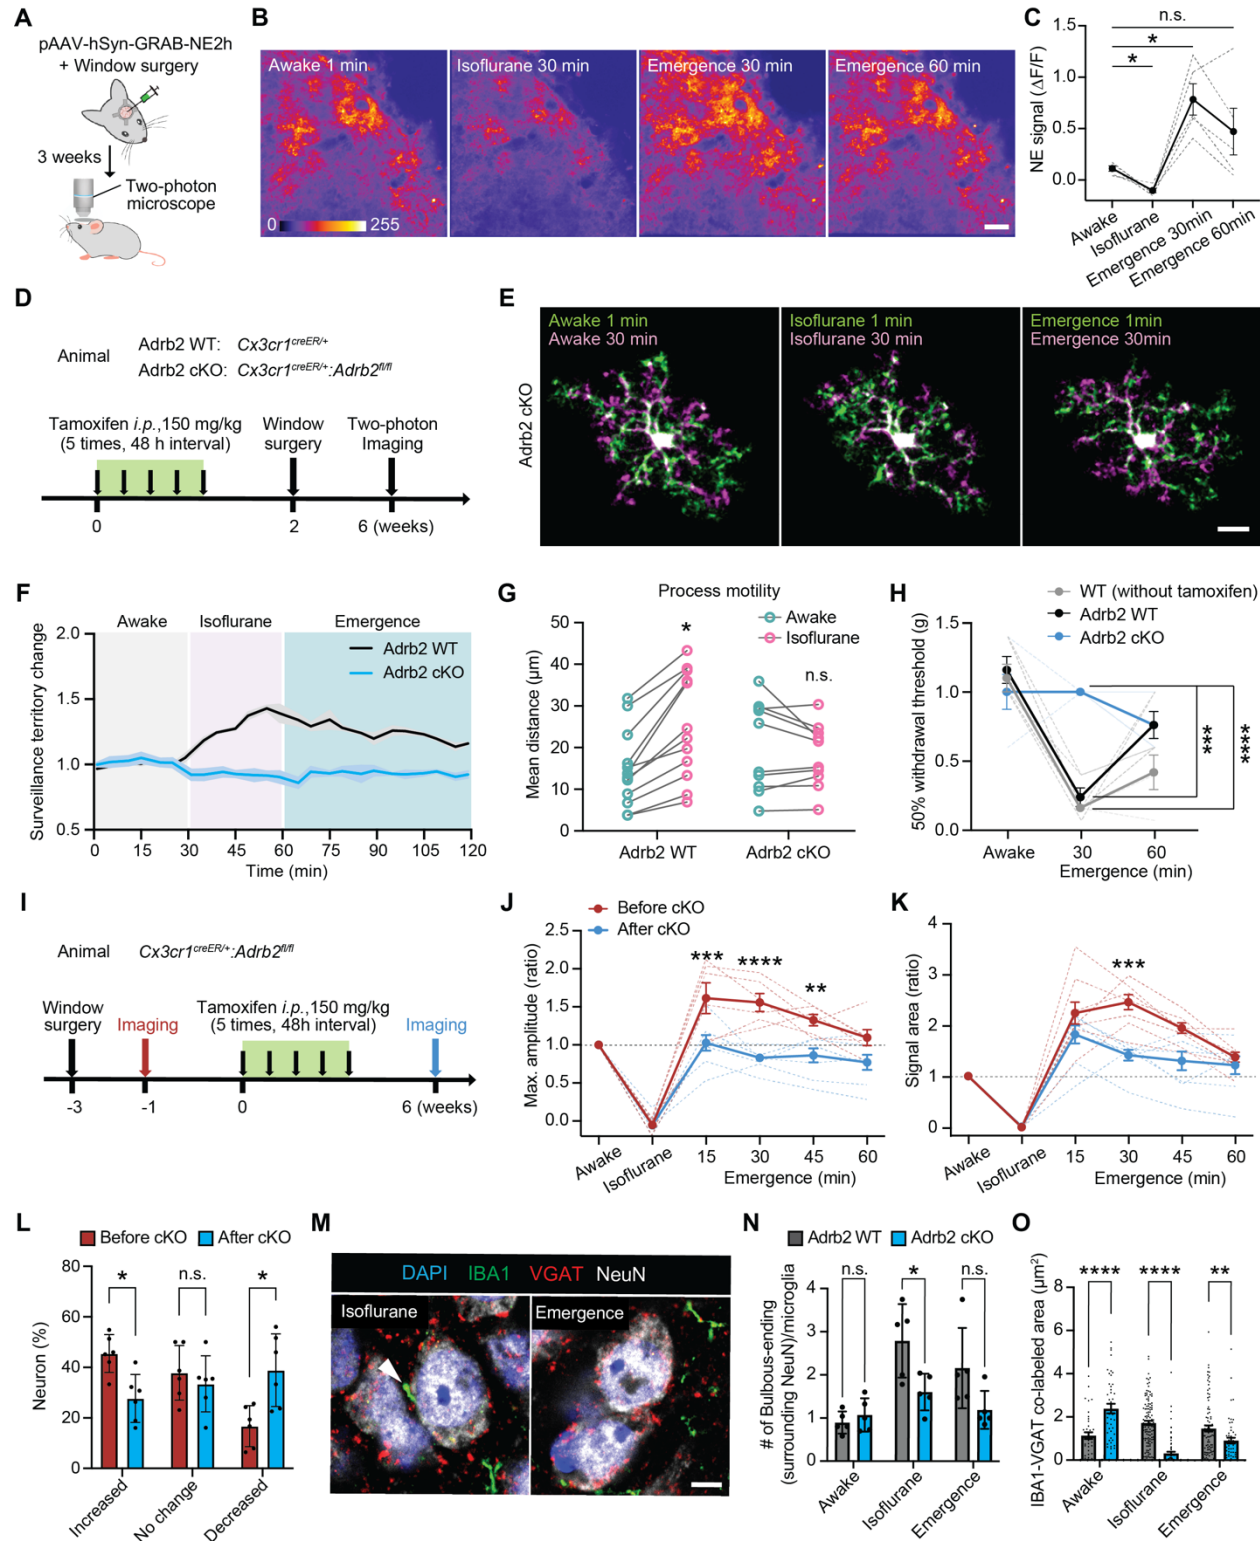 A
pAAV-hSyn-GRAB-NE2h
+ Window surgery
3 weeks
Two-photon
microscope
B
Awake 1 min
Isoflurane 30 min
Emergence 30 min
Emergence 60 min
0
255
C
n.s.
*
*
NE signal (ΔF/F)
1.5
1.0
0.5
0.0
Awake
Isoflurane
Emergence 30min
Emergence 60min
D
Animal
Adrb2 WT: Cx3cr1creER/+
Adrb2 cKO: Cx3cr1creER/+:Adrb2fl/fl
Tamoxifen i.p.,150 mg/kg
(5 times, 48 h interval)
Window
surgery
Two-photon
Imaging
0
2
6 (weeks)
E
Adrb2 cKO
Awake 1 min
Awake 30 min
Isoflurane 1 min
Isoflurane 30 min
Emergence 1min
Emergence 30min
F
Awake
Isoflurane
Emergence
Adrb2 WT
Adrb2 cKO
Surveillance territory change
2.0
1.5
1.0
0.5
0
15
30
45
60
75
90
105
120
Time (min)
G
Process motility
Awake
Isoflurane
*
n.s.
Mean distance (µm)
50
40
30
20
10
0
Adrb2 WT
Adrb2 cKO
H
WT (without tamoxifen)
Adrb2 WT
Adrb2 cKO
50% withdrawal threshold (g)
1.5
1.0
0.5
0.0
***
****
Awake
30
60
Emergence (min)
I
Animal
Cx3cr1creER/+:Adrb2fl/fl
Window
surgery
Imaging
Tamoxifen i.p.,150 mg/kg
(5 times, 48h interval)
Imaging
-3
-1
0
6 (weeks)
J
Before cKO
After cKO
Max. amplitude (ratio)
2.5
2.0
1.5
1.0
0.5
0.0
***
****
**
Awake
Isoflurane
15
30
45
60
Emergence (min)
K
Signal area (ratio)
4
3
2
1
0
***
Awake
Isoflurane
15
30
45
60
Emergence (min)
L
Before cKO
After cKO
Neuron (%)
80
60
40
20
0
*
n.s.
*
Increased
No change
Decreased
M
DAPI IBA1 VGAT NeuN
Isoflurane
Emergence
N
Adrb2 WT
Adrb2 cKO
# of Bulbous-ending
(surrounding NeuN)/microglia
4
3
2
1
0
n.s.
*
n.s.
Awake
Isoflurane
Emergence
O
IBA1-VGAT co-labeled area (µm²)
8
6
4
2
0
****
****
**
Awake
Isoflurane
Emergence